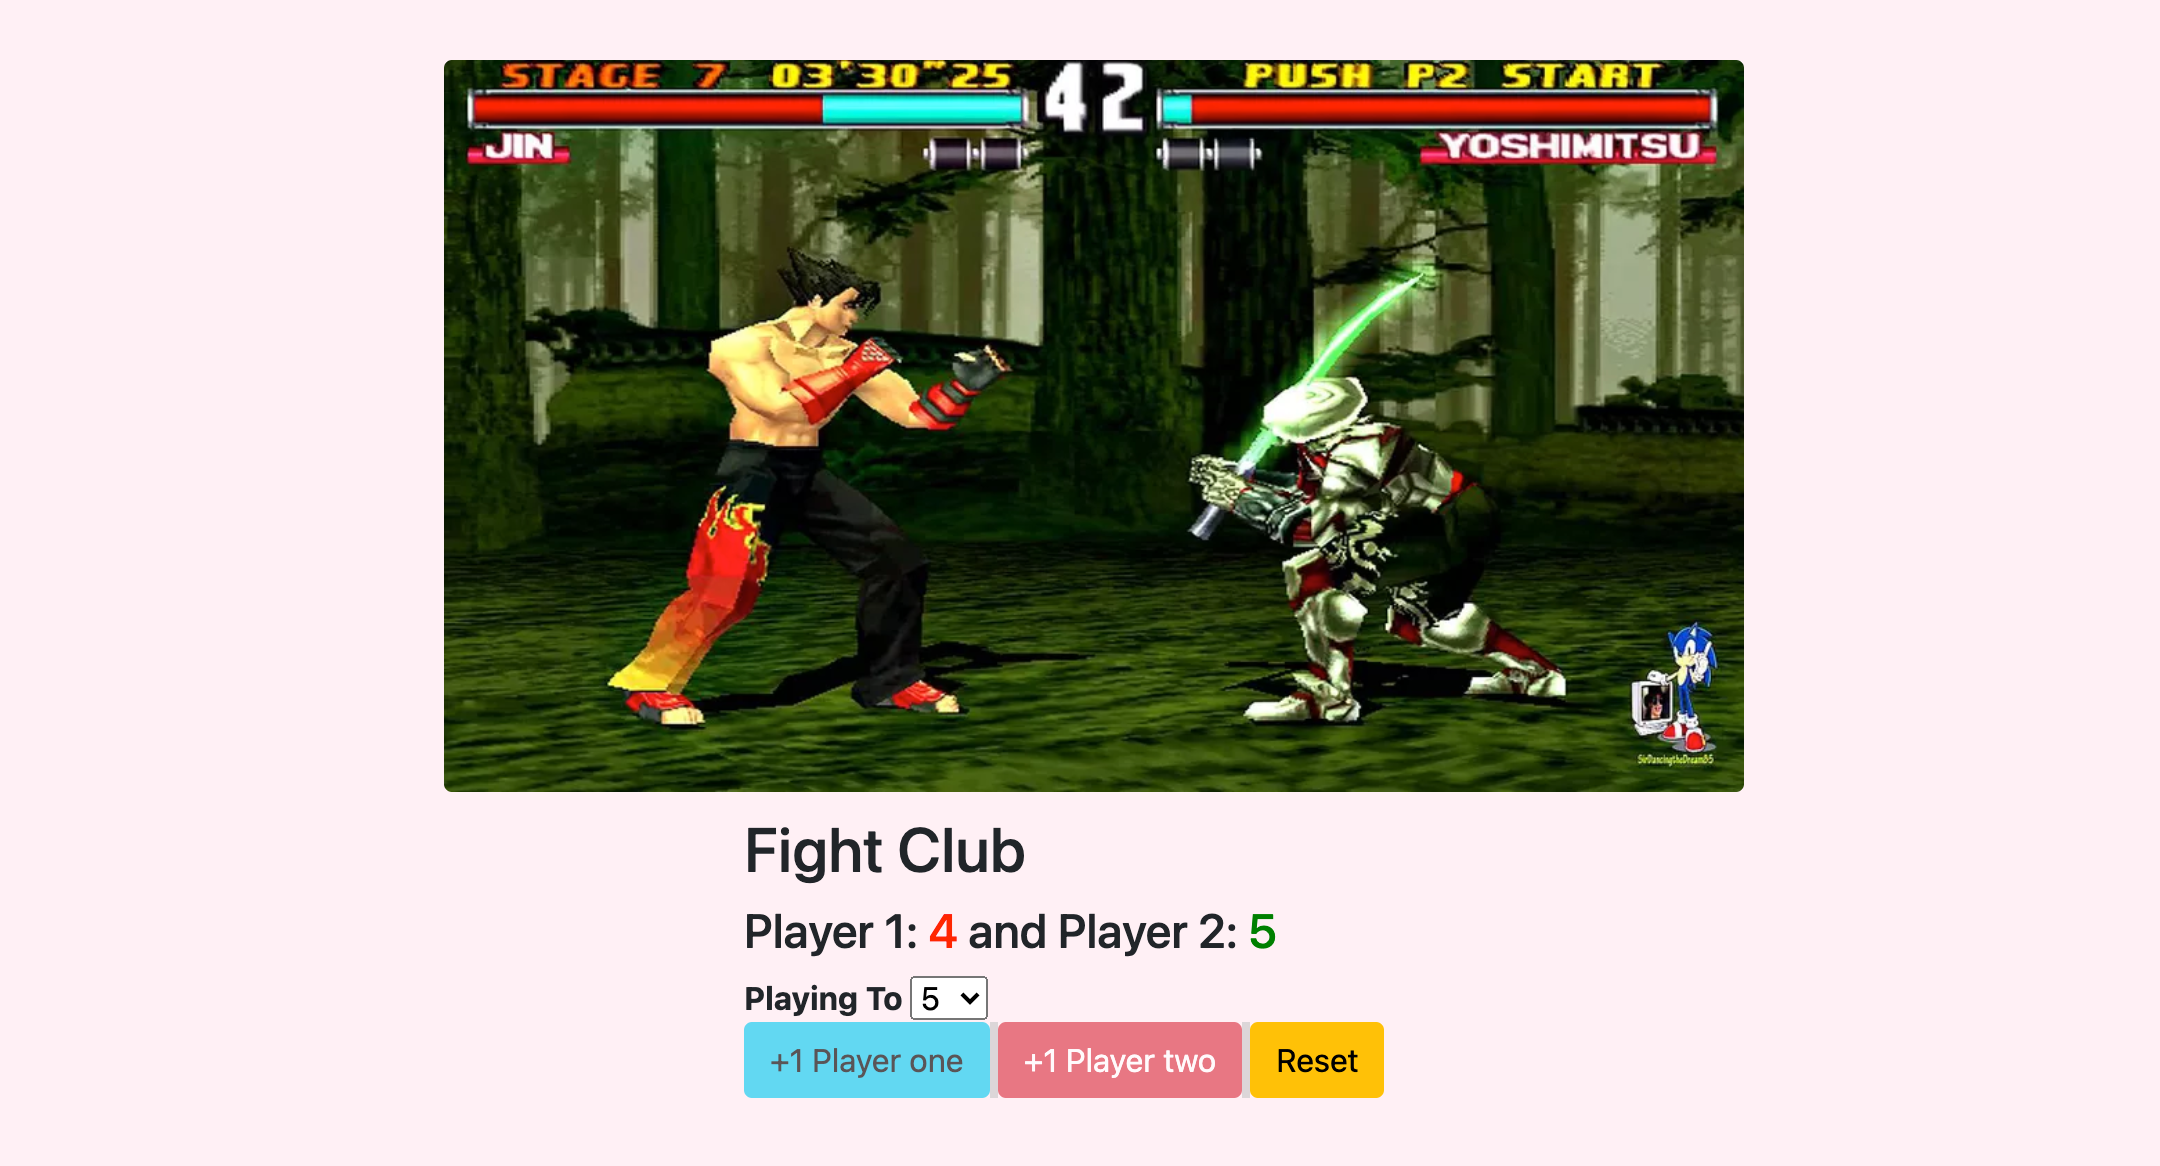 STAGE 7 03'30"25 42 PUSH P2 START
JIN YOSHIMITSU
SirDancingtheDream85
Fight Club
Player 1: 4 and Player 2: 5
Playing To 5
+1 Player one +1 Player two Reset